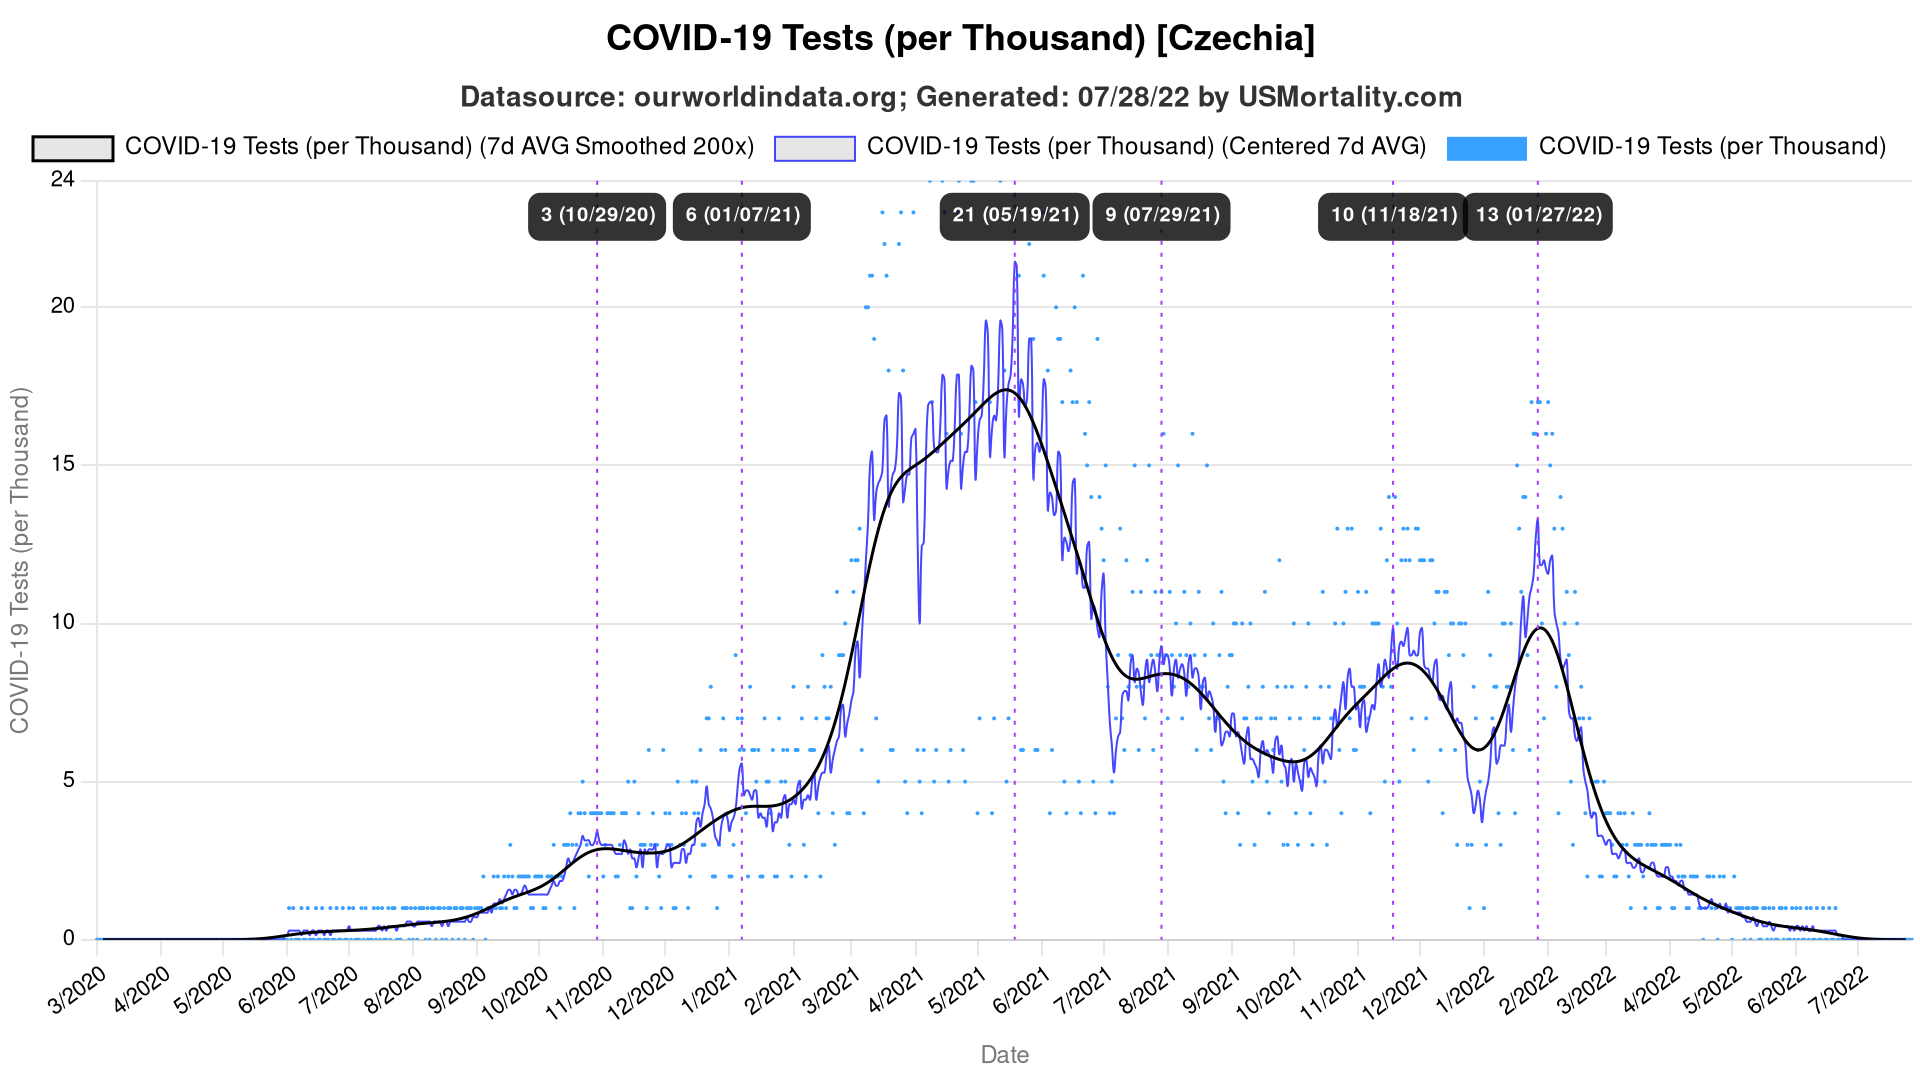 COVID-19 Tests (per Thousand) [Czechia]
Datasource: ourworldindata.org; Generated: 07/28/22 by USMortality.com
COVID-19 Tests (per Thousand) (7d AVG Smoothed 200x) COVID-19 Tests (per Thousand) (Centered 7d AVG) COVID-19 Tests (per Thousand)
24
3 (10/29/20) 6 (01/07/21) 21 (05/19/21) 9 (07/29/21) 10 (11/18/21) 13 (01/27/22)
20
15
10
5
0
COVID-19 Tests (per Thousand)
3/2020 4/2020 5/2020 6/2020 7/2020 8/2020 9/2020 10/2020 11/2020 12/2020 1/2021 2/2021 3/2021 4/2021 5/2021 6/2021 7/2021 8/2021 9/2021 10/2021 11/2021 12/2021 1/2022 2/2022 3/2022 4/2022 5/2022 6/2022 7/2022
Date